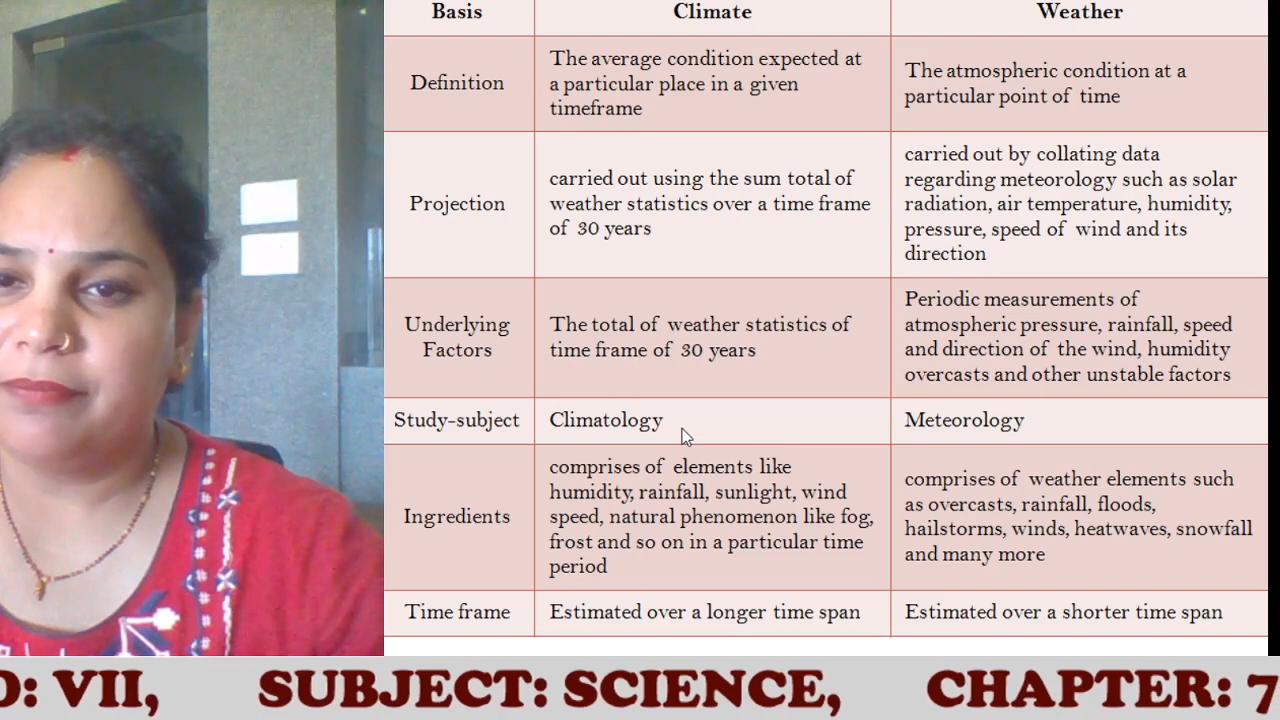 Basis Climate Weather
Definition
The average condition expected at
a particular place in a given
timeframe
The atmospheric condition at a
particular point of time
Projection
carried out using the sum total of
weather statistics over a time frame
of 30 years
carried out by collating data
regarding meteorology such as solar
radiation, air temperature, humidity,
pressure, speed of wind and its
direction
Underlying
Factors
The total of weather statistics of
time frame of 30 years
Periodic measurements of
atmospheric pressure, rainfall, speed
and direction of the wind, humidity
overcasts and other unstable factors
Study-subject
Climatology
Meteorology
Ingredients
comprises of elements like
humidity, rainfall, sunlight, wind
speed, natural phenomenon like fog,
frost and so on in a particular time
period
comprises of weather elements such
as overcasts, rainfall, floods,
hailstorms, winds, heatwaves, snowfall
and many more
Time frame
Estimated over a longer time span
Estimated over a shorter time span
D: VII, SUBJECT: SCIENCE, CHAPTER: 7